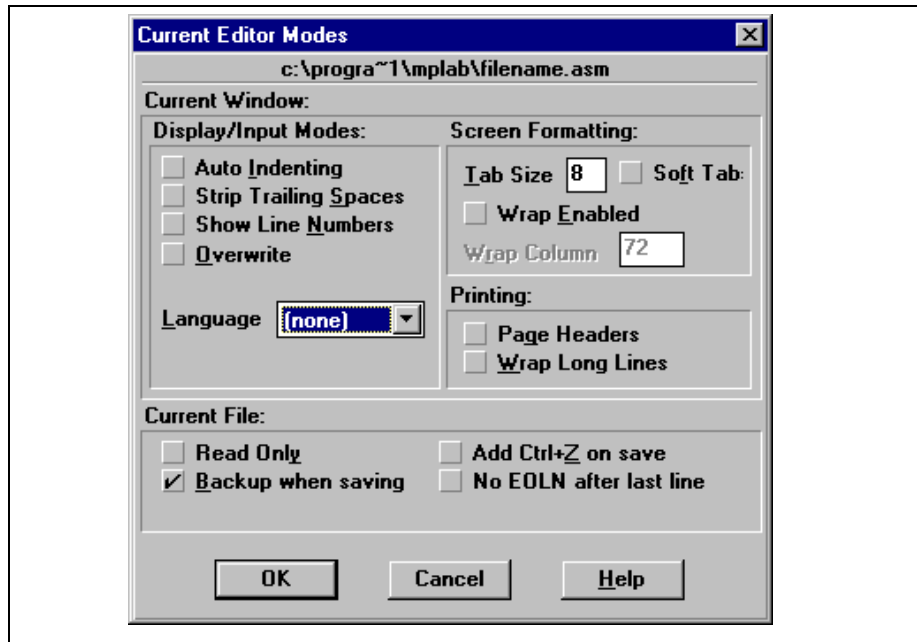 Current Editor Modes
c:\progra~1\mplab\filename.asm
Current Window:
Display/Input Modes:
Auto Indenting
Strip Trailing Spaces
Show Line Numbers
Overwrite
Language (none)
Screen Formatting:
Tab Size 8 Soft Tab:
Wrap Enabled
Wrap Column 72
Printing:
Page Headers
Wrap Long Lines
Current File:
Read Only
Backup when saving
Add Ctrl+Z on save
No EOLN after last line
OK Cancel Help